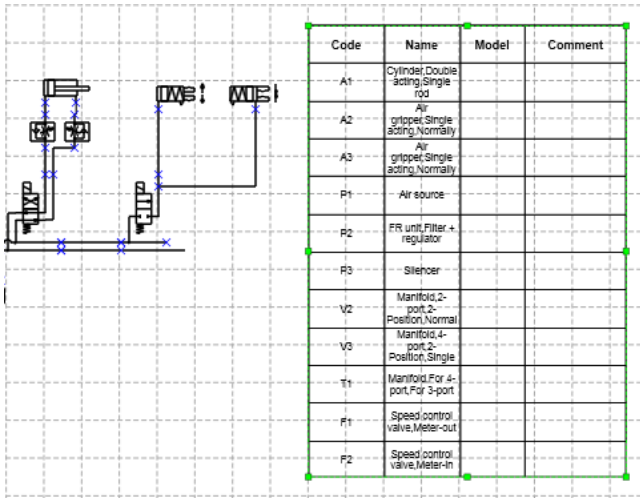 Code Name Model Comment
A1 Cylinder,Double
acting,Single
rod
A2 Air
gripper,Single
acting,Normally
A3 Air
gripper,Single
acting,Normally
P1 Air source
P2 FR unit,Filter +
regulator
P3 Silencer
V2 Manifold,2-
port,2-
Position,Normal
V3 Manifold,4-
port,2-
Position,Single
T1 Manifold,For 4-
port,For 3-port
F1 Speed control
valve,Meter-out
F2 Speed control
valve,Meter-in